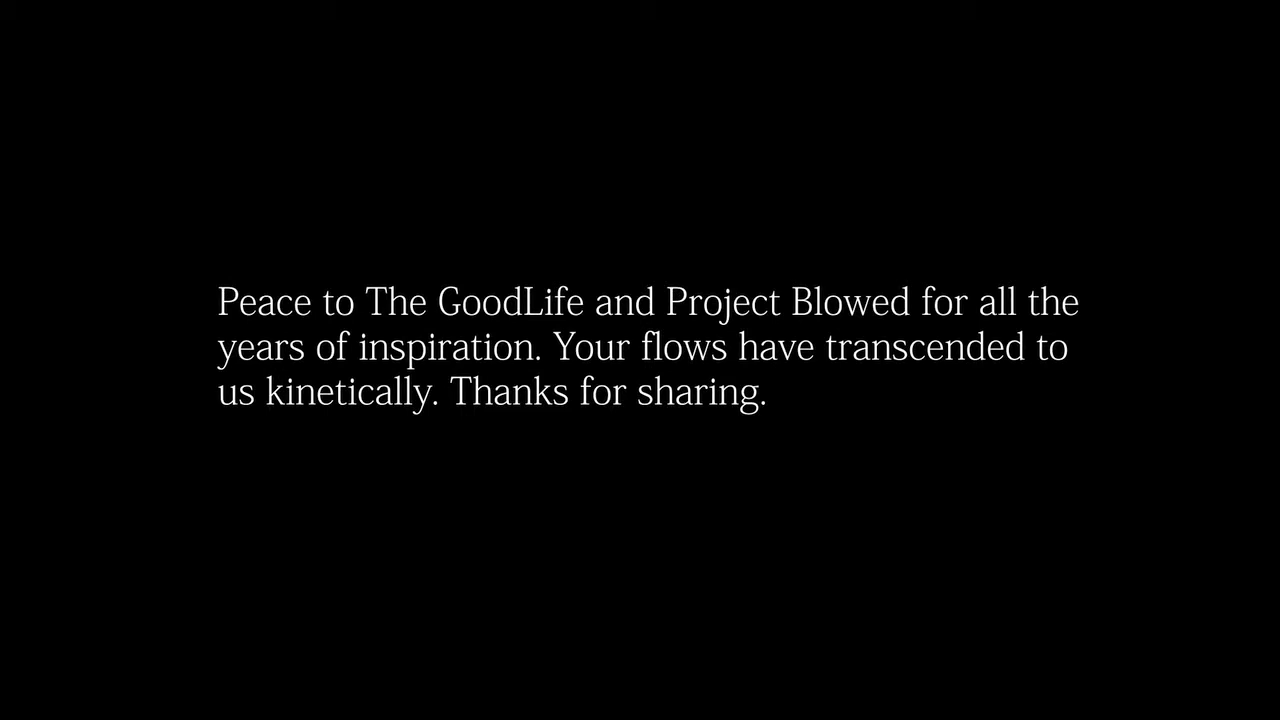 Peace to The GoodLife and Project Blowed for all the
years of inspiration. Your flows have transcended to
us kinetically. Thanks for sharing.